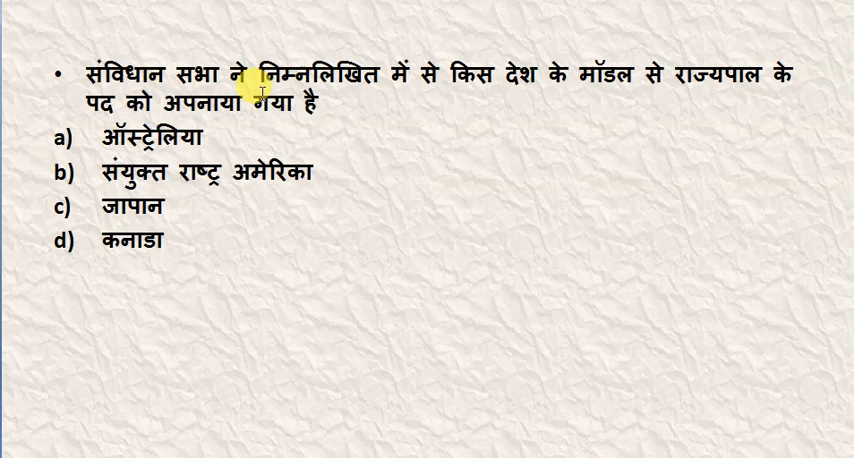 • संविधान सभा ने निम्नलिखित में से किस देश के मॉडल से राज्यपाल के
पद को अपनाया गया है
a) ऑस्ट्रेलिया
b) संयुक्त राष्ट्र अमेरिका
c) जापान
d) कनाडा